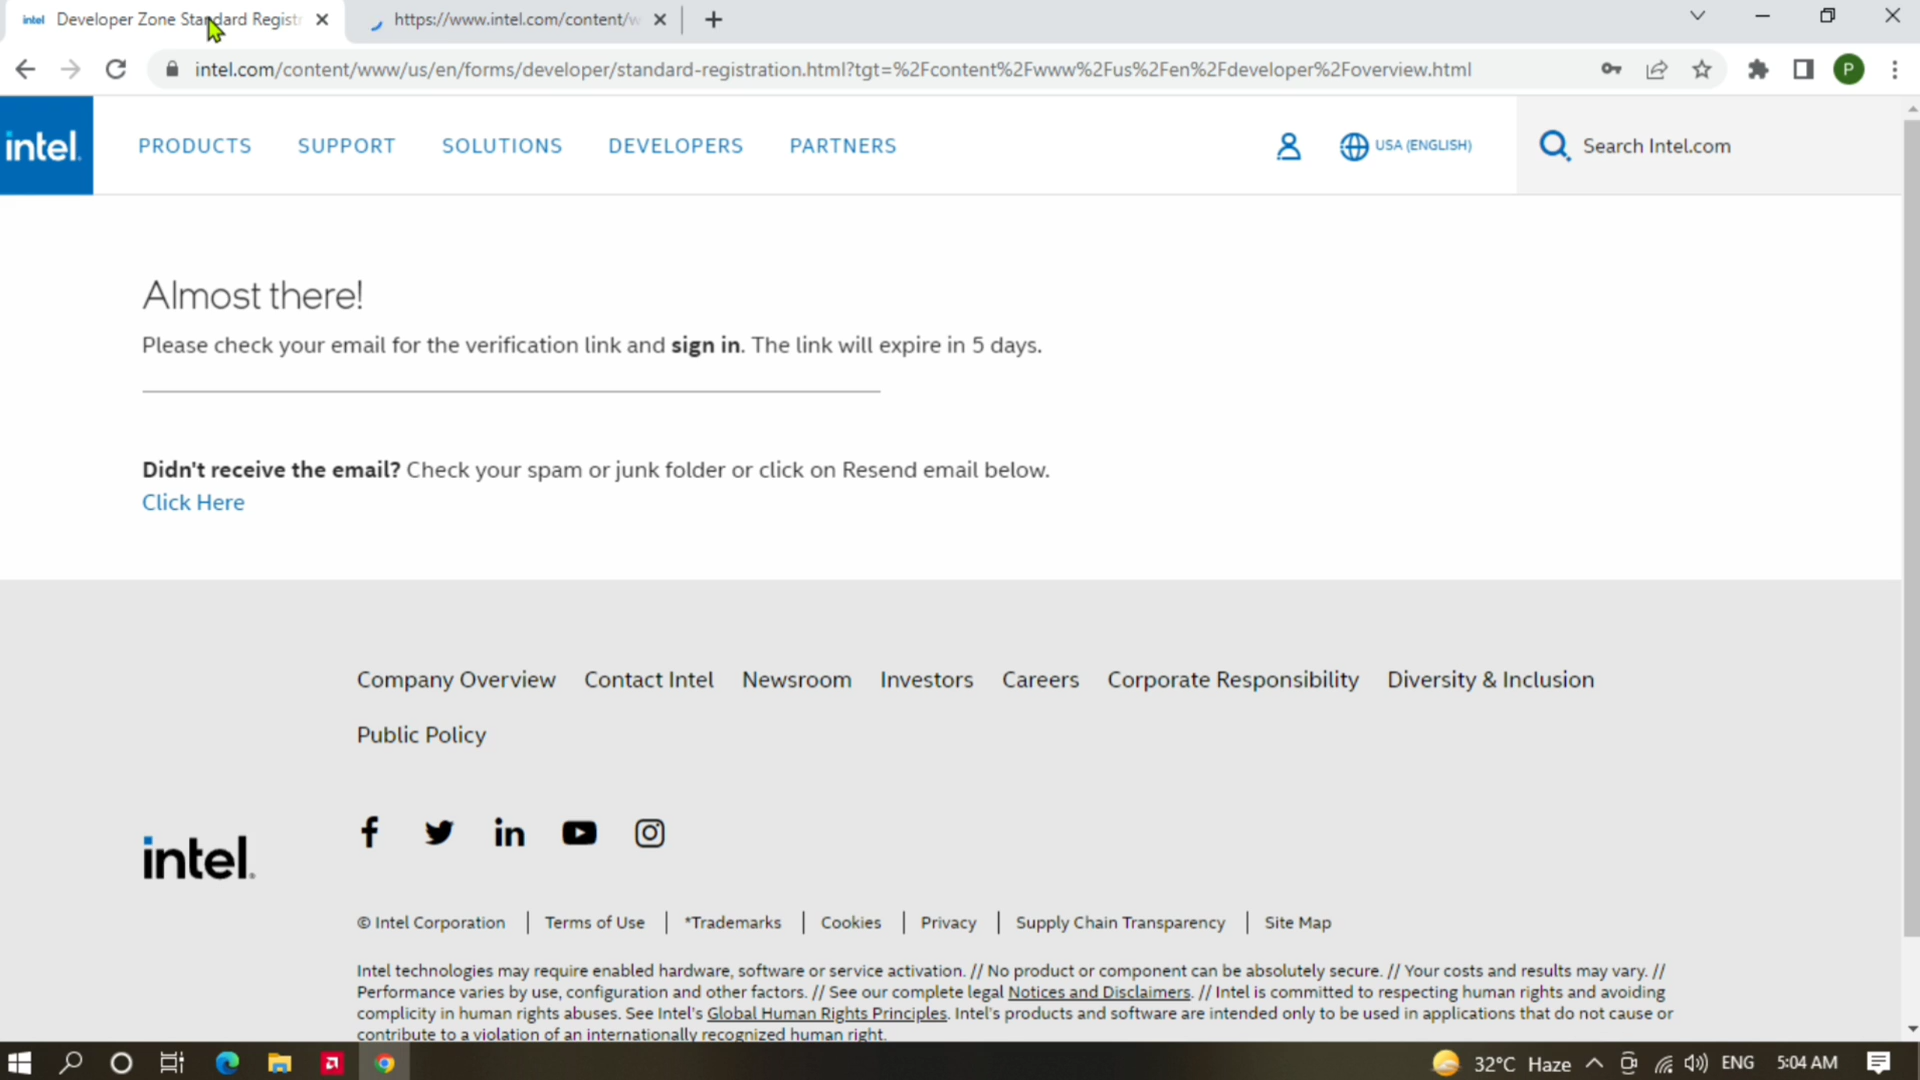 intel Developer Zone Standard Registr
https://www.intel.com/content/w
intel.com/content/www/us/en/forms/developer/standard-registration.html?tgt=%2Fcontent%2Fwww%2Fus%2Fen%2Fdeveloper%2Foverview.html
P
intel.
PRODUCTS SUPPORT SOLUTIONS DEVELOPERS PARTNERS
USA (ENGLISH)
Search Intel.com
Almost there!
Please check your email for the verification link and sign in. The link will expire in 5 days.
Didn't receive the email? Check your spam or junk folder or click on Resend email below.
Click Here
Company Overview Contact Intel Newsroom Investors Careers Corporate Responsibility Diversity & Inclusion
Public Policy
intel.
© Intel Corporation | Terms of Use | *Trademarks | Cookies | Privacy | Supply Chain Transparency | Site Map
Intel technologies may require enabled hardware, software or service activation. // No product or component can be absolutely secure. // Your costs and results may vary. //
Performance varies by use, configuration and other factors. // See our complete legal Notices and Disclaimers. // Intel is committed to respecting human rights and avoiding
complicity in human rights abuses. See Intel's Global Human Rights Principles. Intel's products and software are intended only to be used in applications that do not cause or
contribute to a violation of an internationally recognized human right.
32°C Haze ENG 5:04 AM